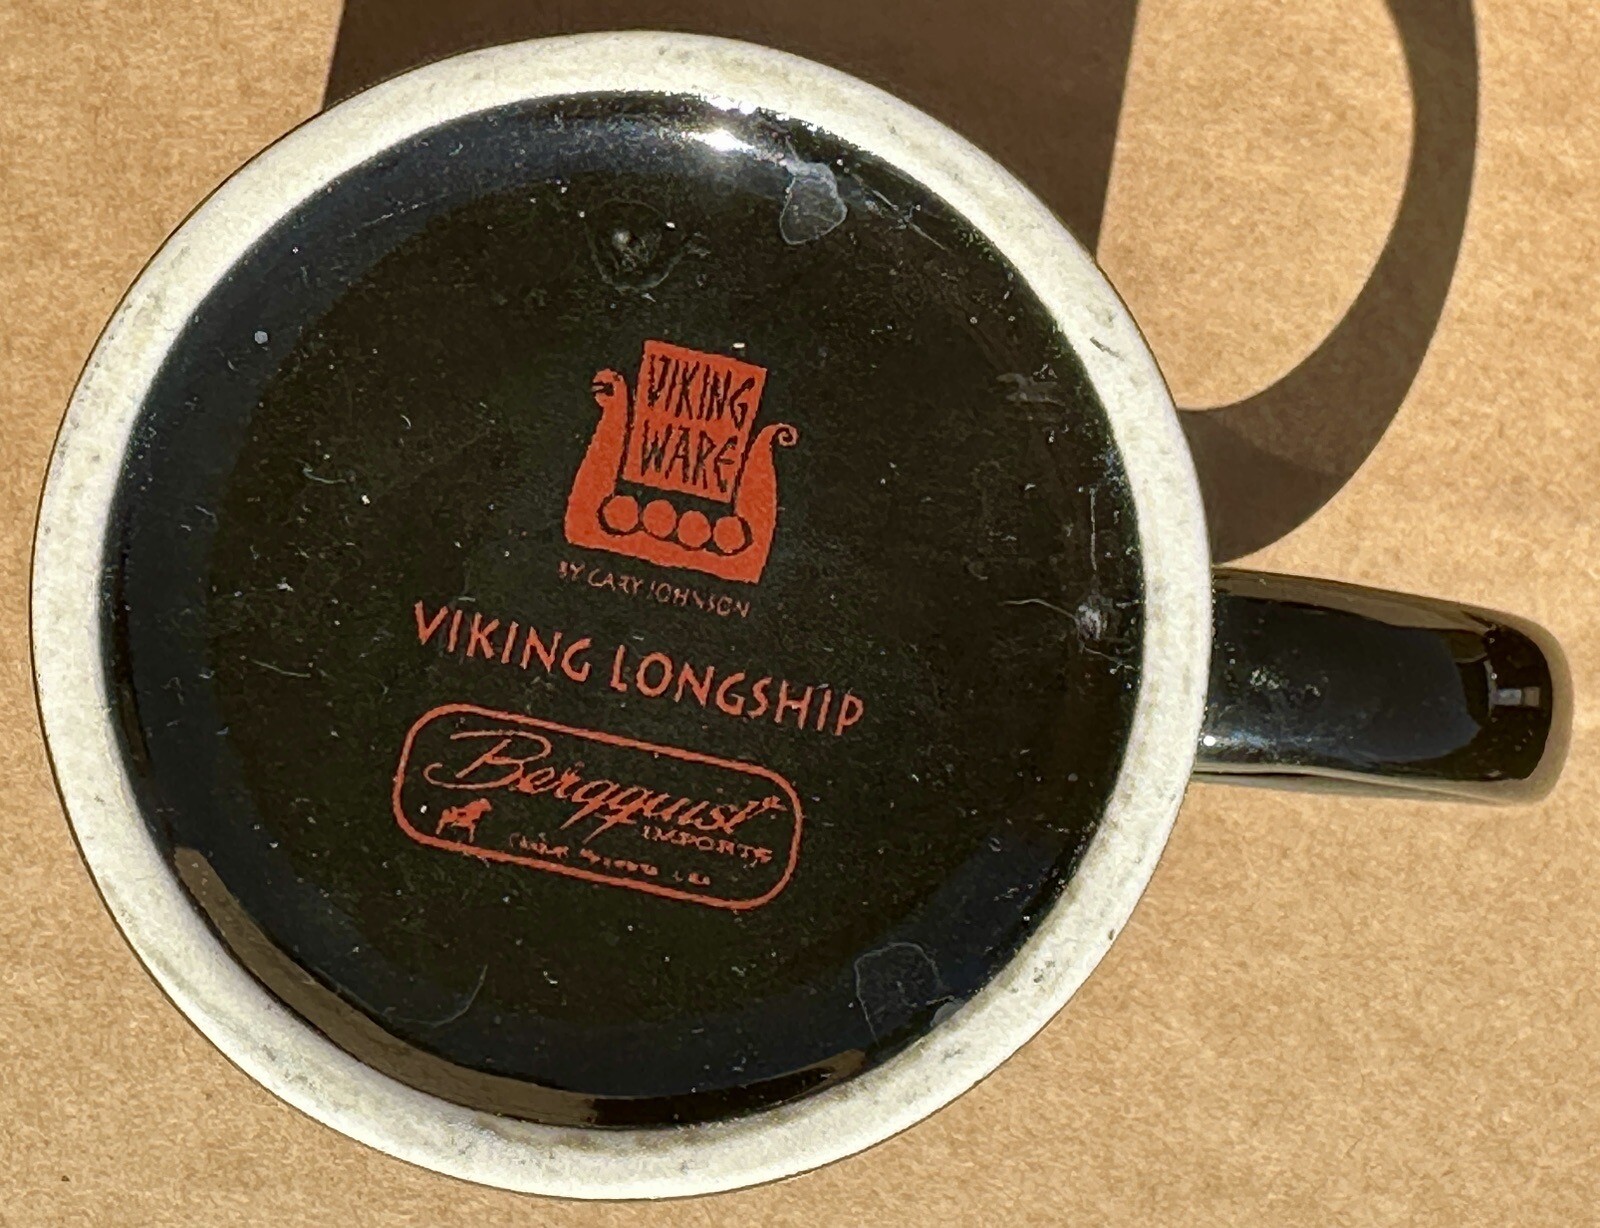 VIKING
WARE
BY GARY JOHNSON
VIKING LONGSHIP
Bergquist
IMPORTS